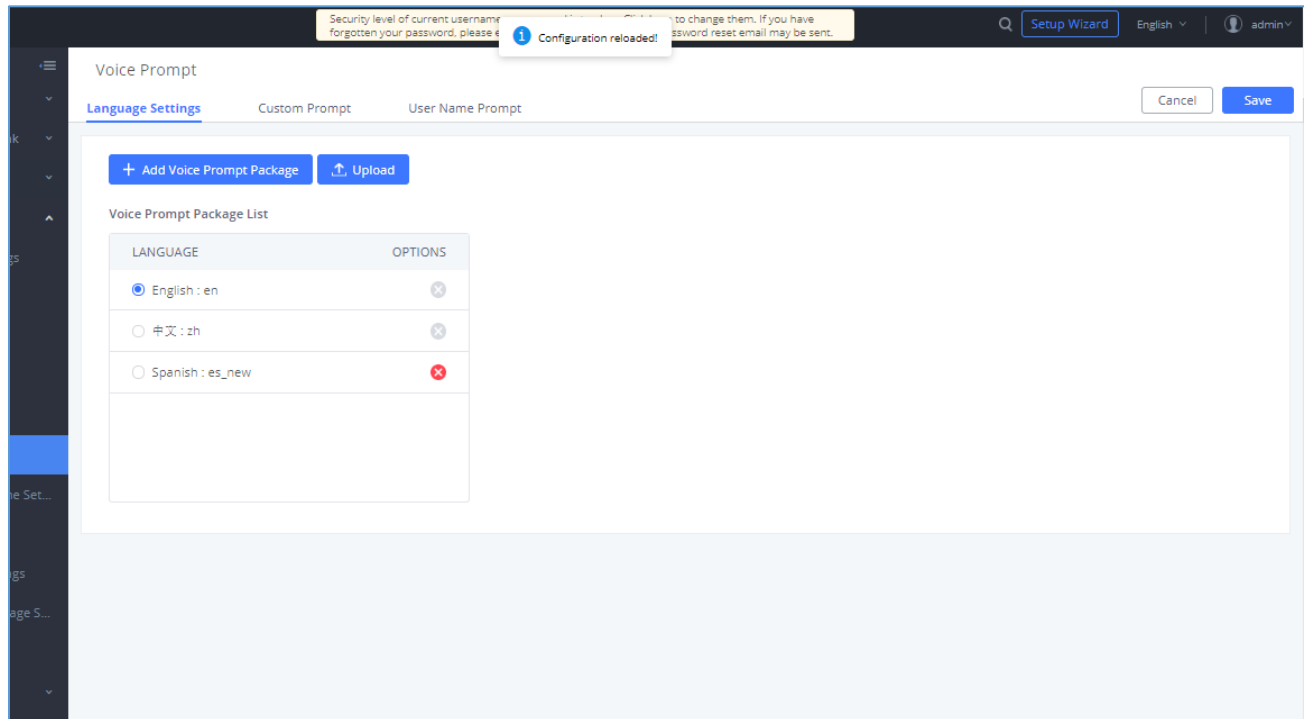 Security level of current username
to change them. If you have
forgotten your password, please
ssword reset email may be sent.
Configuration reloaded!
Setup Wizard
English
admin
Voice Prompt
Language Settings
Custom Prompt
User Name Prompt
Cancel
Save
+ Add Voice Prompt Package
Upload
Voice Prompt Package List
LANGUAGE OPTIONS
English : en
中文 : zh
Spanish : es_new
ik
gs
ne Set...
ngs
age S...